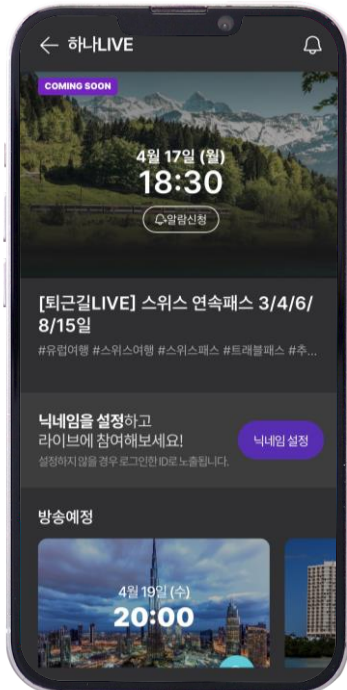 하나LIVE
COMING SOON
4월 17일 (월)
18:30
알람신청
[퇴근길LIVE] 스위스 연속패스 3/4/6/
8/15일
#유럽여행 #스위스여행 #스위스패스 #트래블패스 #추...
닉네임을 설정하고
라이브에 참여해보세요!
닉네임 설정
설정하지 않을 경우 로그인한 ID로 노출됩니다.
방송예정
4월 19일 (수)
20:00